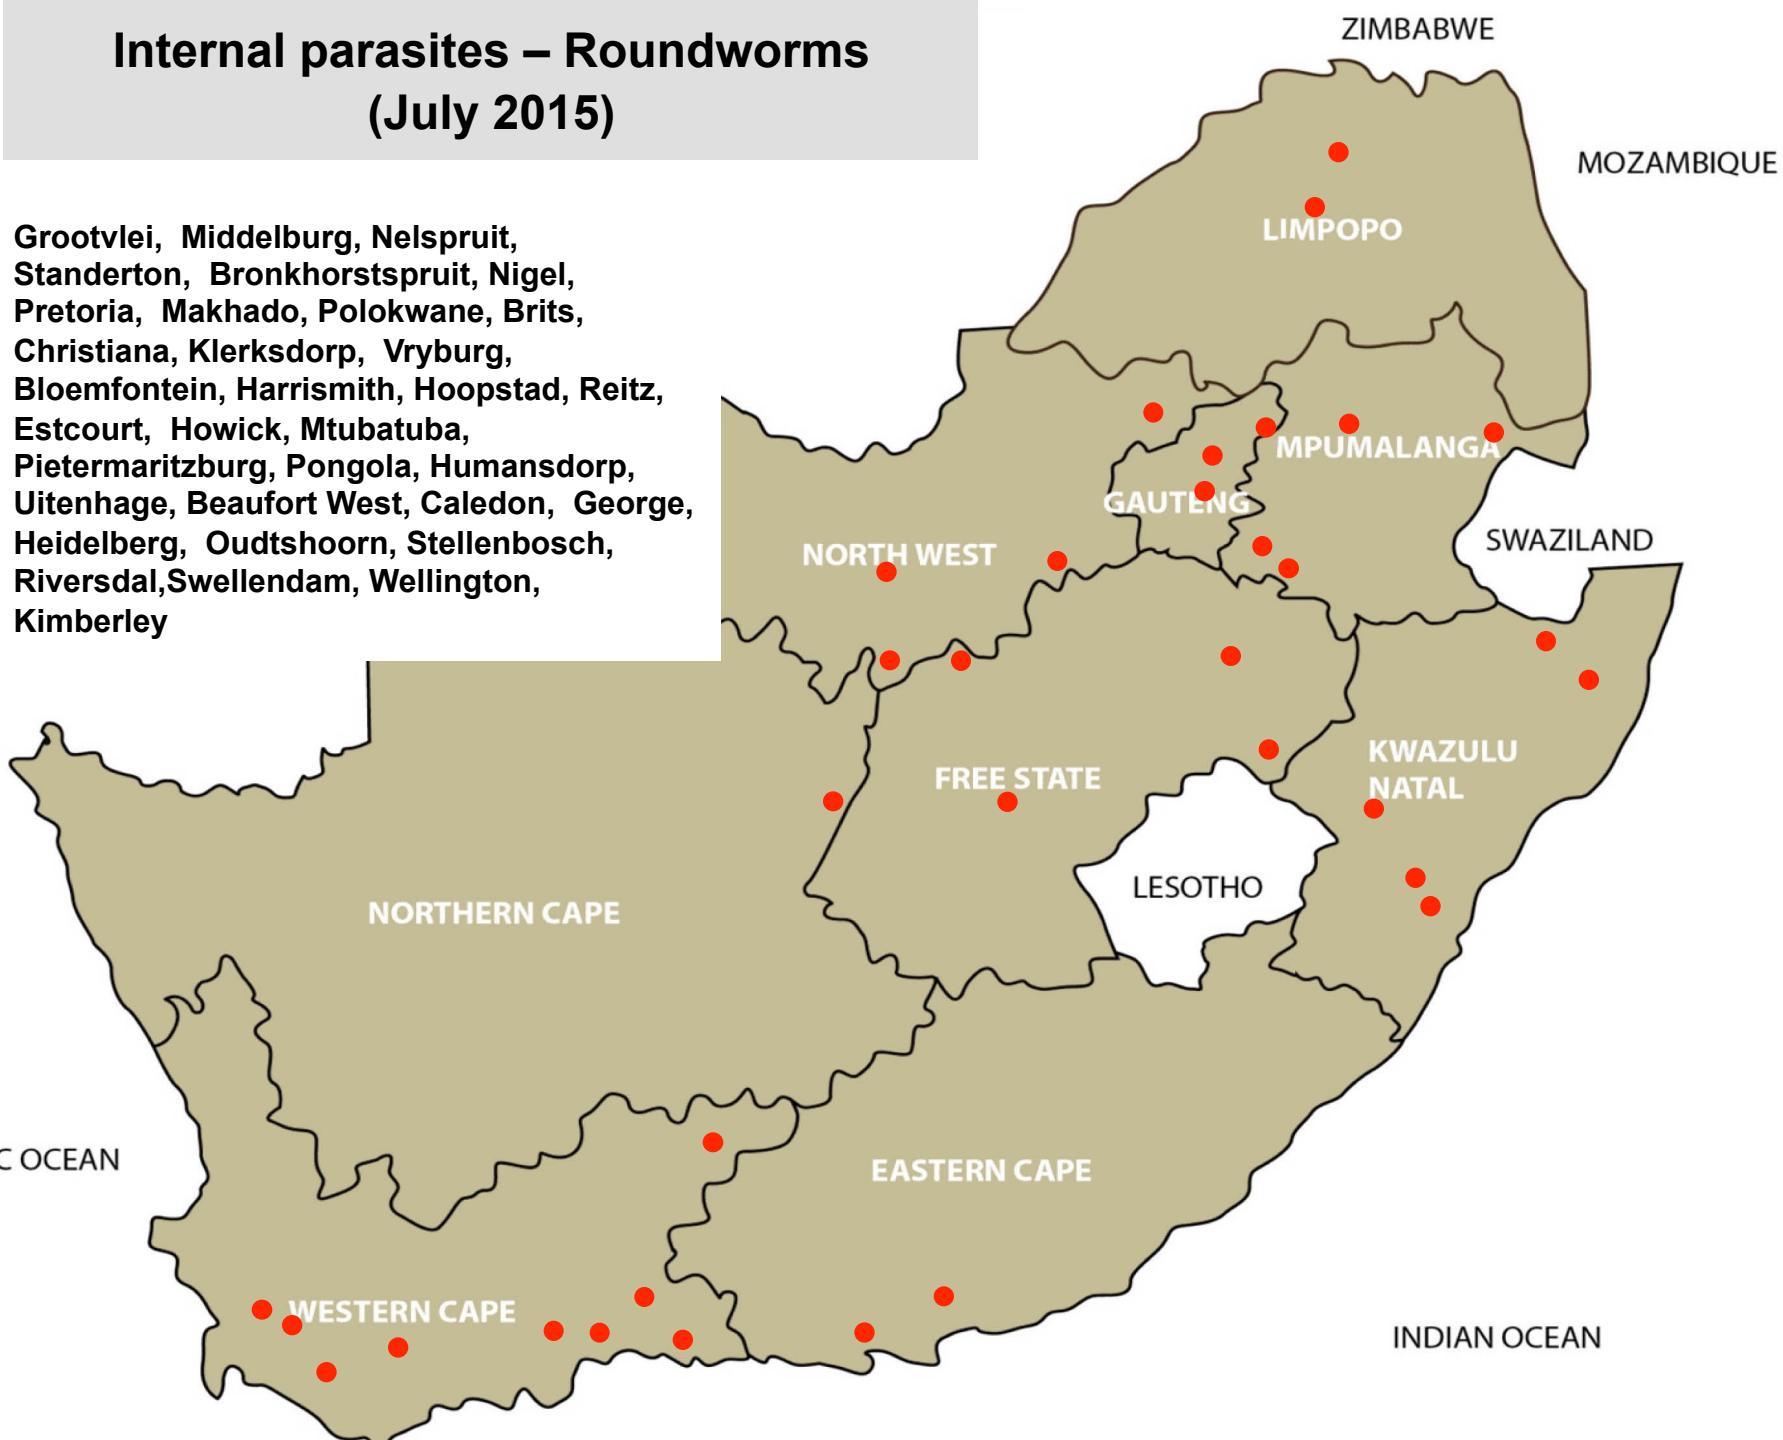 Internal parasites – Roundworms
(July 2015)
Grootvlei, Middelburg, Nelspruit,
Standerton, Bronkhorstspruit, Nigel,
Pretoria, Makhado, Polokwane, Brits,
Christiana, Klerksdorp, Vryburg,
Bloemfontein, Harrismith, Hoopstad, Reitz,
Estcourt, Howick, Mtubatuba,
Pietermaritzburg, Pongola, Humansdorp,
Uitenhage, Beaufort West, Caledon, George,
Heidelberg, Oudtshoorn, Stellenbosch,
Riversdal,Swellendam, Wellington,
Kimberley
ZIMBABWE
MOZAMBIQUE
LIMPOPO
MPUMALANGA
GAUTENG
NORTH WEST
SWAZILAND
KWAZULU
NATAL
FREE STATE
LESOTHO
NORTHERN CAPE
C OCEAN
EASTERN CAPE
WESTERN CAPE
INDIAN OCEAN